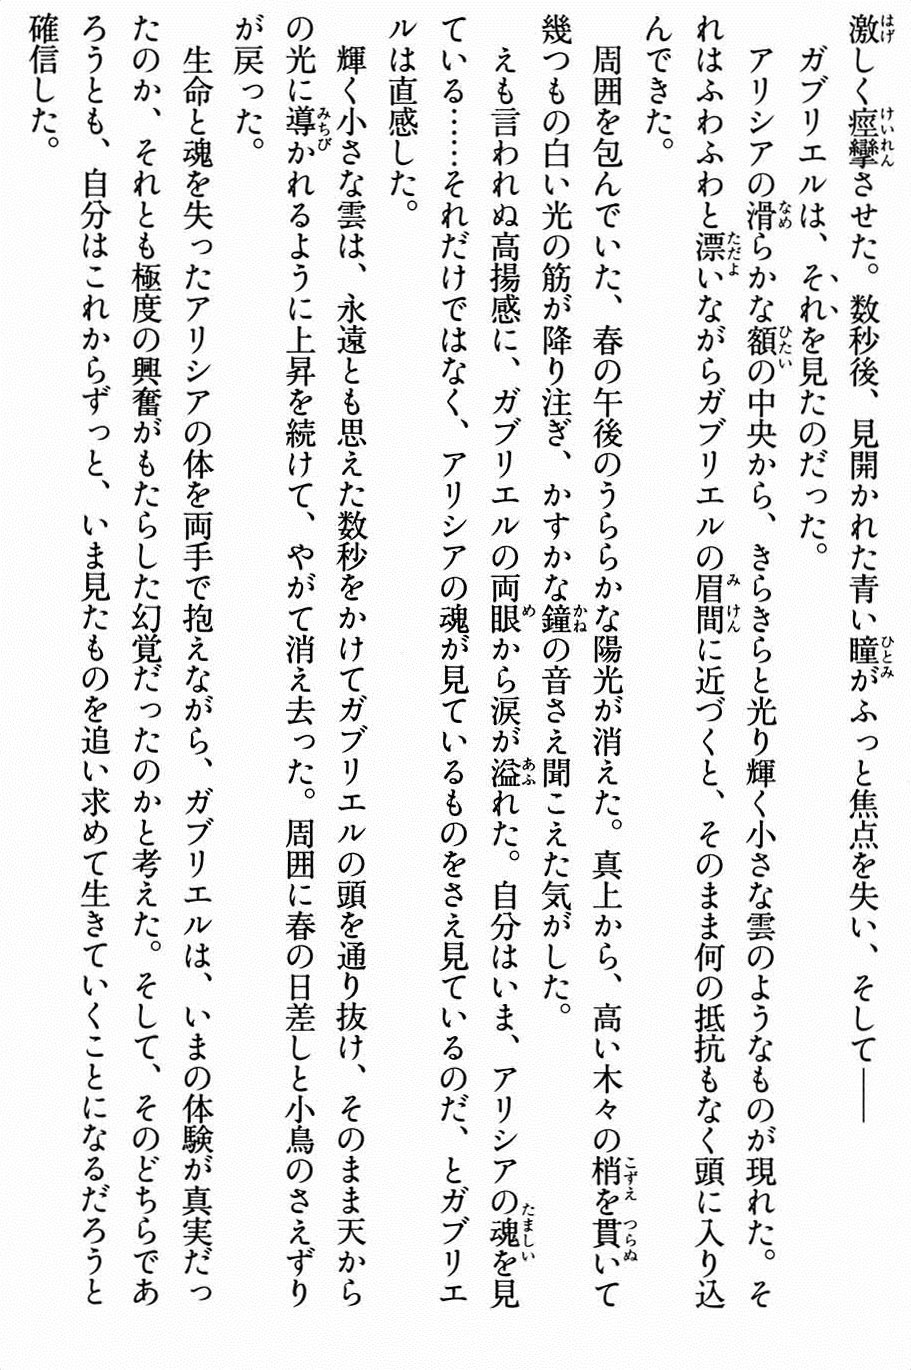 激しく痙攣させた。数秒後、見開かれた青い瞳がふっと焦点を失い、そして――
ガブリエルは、それを見たのだった。
アリシアの滑らかな額の中央から、きらきらと光り輝く小さな雲のようなものが現れた。そ
れはふわふわと漂いながらガブリエルの眉間に近づくと、そのまま何の抵抗もなく頭に入り込
んできた。
周囲を包んでいた、春の午後のうららかな陽光が消えた。真上から、高い木々の梢を貫いて
幾つもの白い光の筋が降り注ぎ、かすかな鐘の音さえ聞こえた気がした。
えも言われぬ高揚感に、ガブリエルの両眼から涙が溢れた。自分はいま、アリシアの魂を見
ている……それだけではなく、アリシアの魂が見ているものをさえ見ているのだ、とガブリエ
ルは直感した。
輝く小さな雲は、永遠とも思えた数秒をかけてガブリエルの頭を通り抜け、そのまま天から
の光に導かれるように上昇を続けて、やがて消え去った。周囲に春の日差しと小鳥のさえずり
が戻った。
生命と魂を失ったアリシアの体を両手で抱えながら、ガブリエルは、いまの体験が真実だっ
たのか、それとも極度の興奮がもたらした幻覚だったのかと考えた。そして、そのどちらであ
ろうとも、自分はこれからずっと、いま見たものを追い求めて生きていくことになるだろうと
確信した。